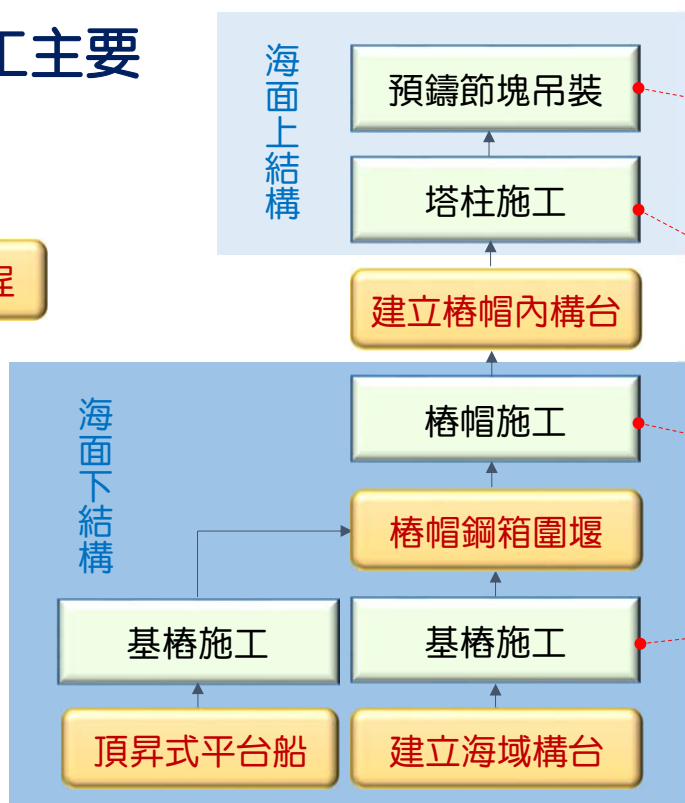 工主要
海面上結構
預鑄節塊吊裝
塔柱施工
程
建立樁帽內構台
海面下結構
樁帽施工
樁帽鋼箱圍堰
基樁施工
基樁施工
頂昇式平台船
建立海域構台